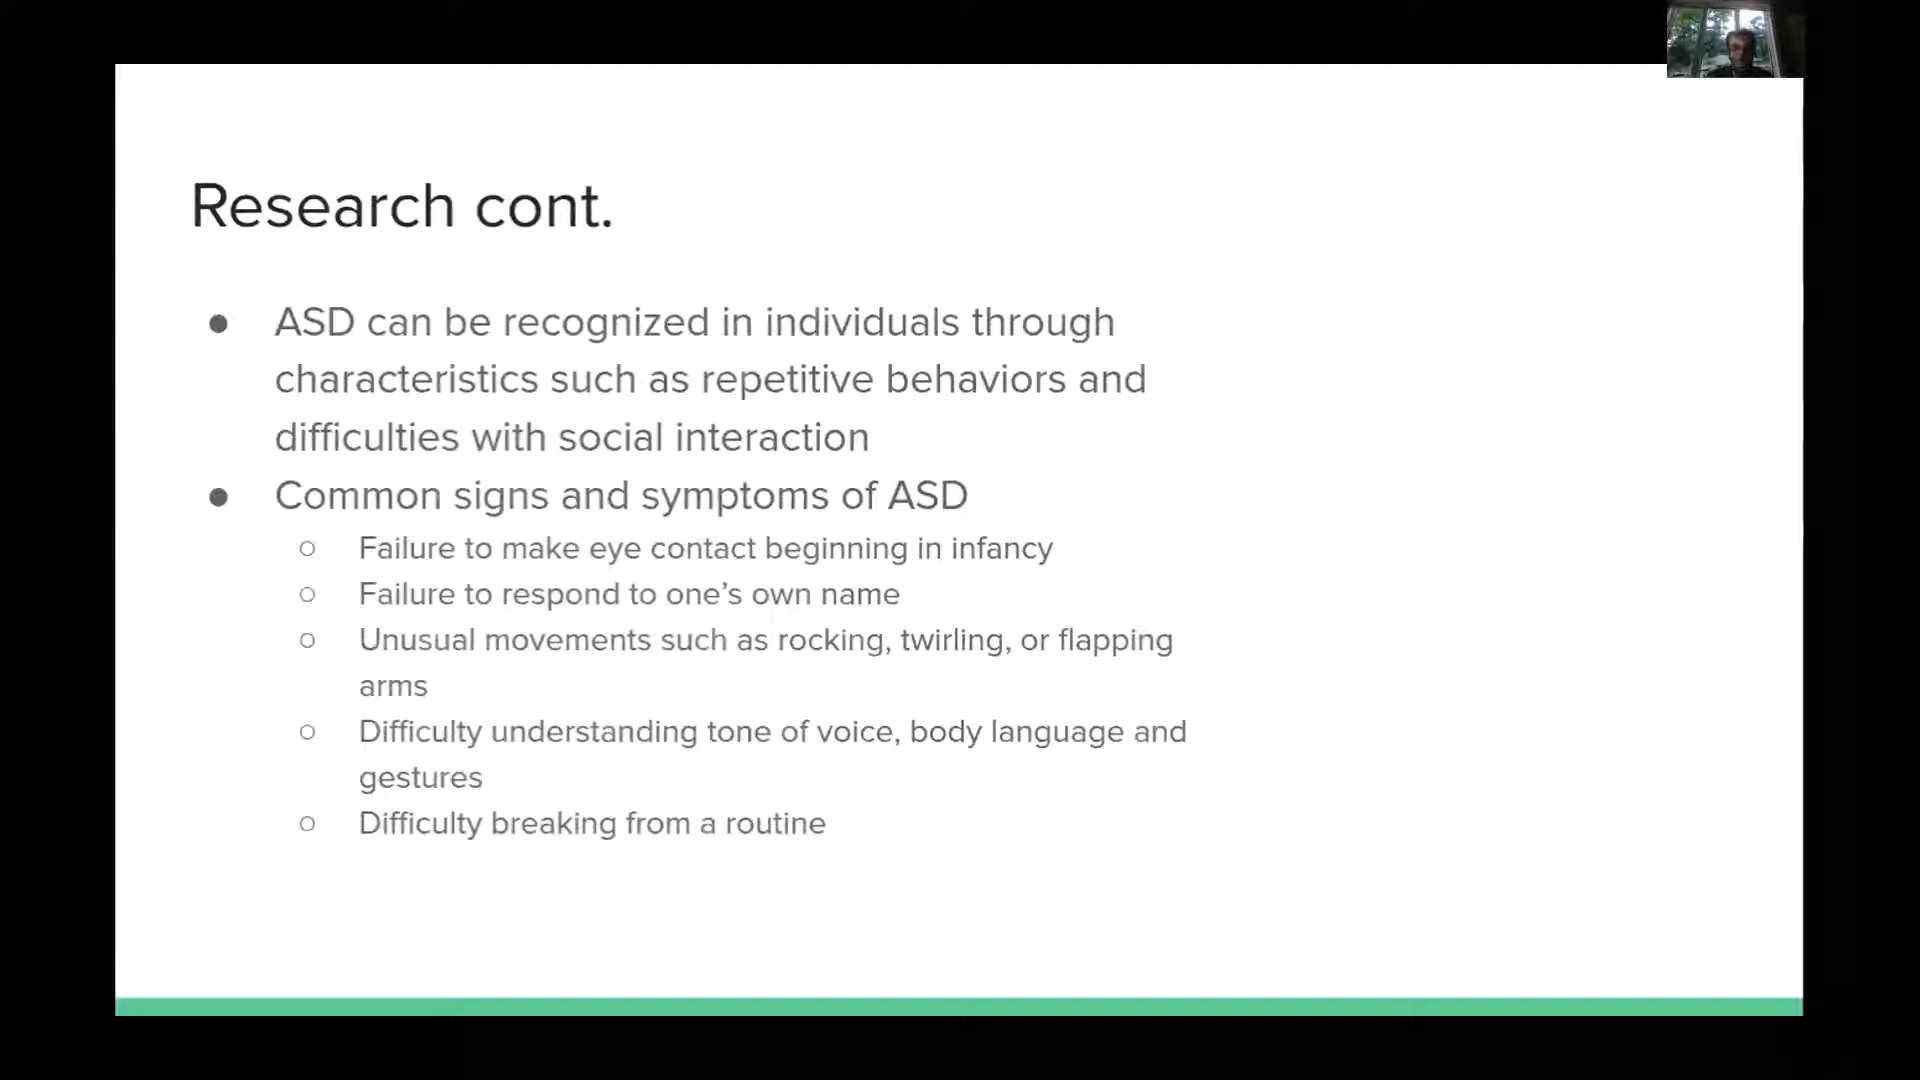 Research cont.
● ASD can be recognized in individuals through
characteristics such as repetitive behaviors and
difficulties with social interaction
● Common signs and symptoms of ASD
○ Failure to make eye contact beginning in infancy
○ Failure to respond to one’s own name
○ Unusual movements such as rocking, twirling, or flapping
arms
○ Difficulty understanding tone of voice, body language and
gestures
○ Difficulty breaking from a routine